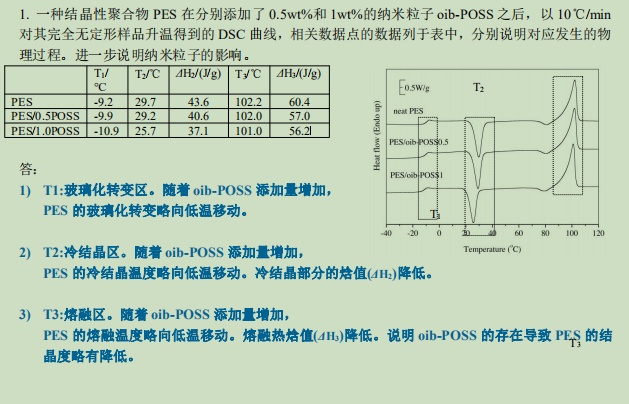 1. 一种结晶性聚合物 PES 在分别添加了 0.5wt%和 1wt%的纳米粒子 oib-POSS 之后，以 10℃/min
对其完全无定形样品升温得到的 DSC 曲线，相关数据点的数据列于表中，分别说明对应发生的物
理过程。进一步说明纳米粒子的影响。
T₁/℃ T₂/℃ ΔH₂/(J/g) T₃/℃ ΔH₃/(J/g)
PES -9.2 29.7 43.6 102.2 60.4
PES/0.5POSS -9.9 29.2 40.6 102.0 57.0
PES/1.0POSS -10.9 25.7 37.1 101.0 56.2
0.5W/g
T₂
neat PES
PES/oib-POSS0.5
PES/oib-POSS1
T₁
Heat flow (Endo up)
-40 -20 0 20 40 60 80 100 120
Temperature (℃)
答：
1) T1:玻璃化转变区。随着 oib-POSS 添加量增加，
PES 的玻璃化转变略向低温移动。
2) T2:冷结晶区。随着 oib-POSS 添加量增加，
PES 的冷结晶温度略向低温移动。冷结晶部分的焓值(ΔH₂)降低。
3) T3:熔融区。随着 oib-POSS 添加量增加，
PES 的熔融温度略向低温移动。熔融热焓值(ΔH₃)降低。说明 oib-POSS 的存在导致 PES 的结
T₃
晶度略有降低。